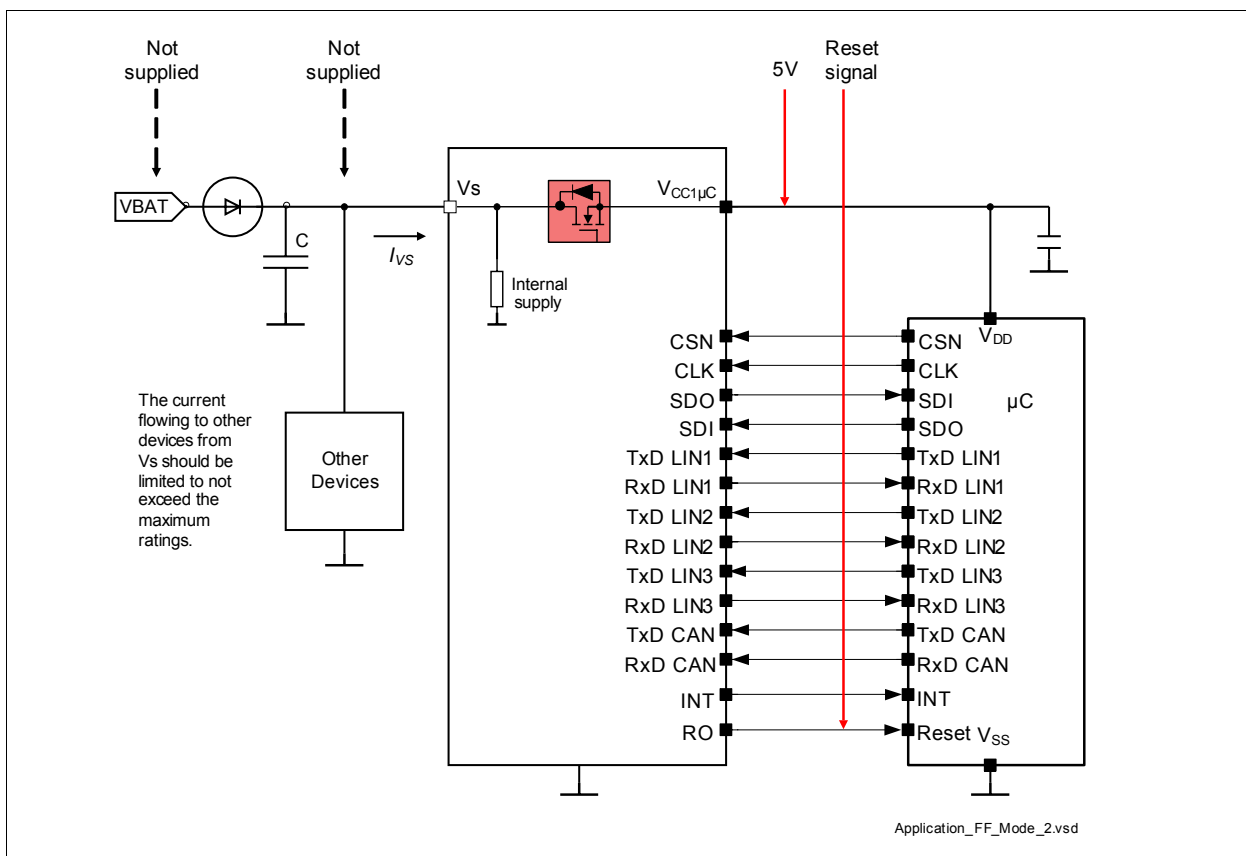 Not
supplied
Not
supplied
5V
Reset
signal
VBAT
C
IVS
Vs
VCC1µC
Internal
supply
The current
flowing to other
devices from
Vs should be
limited to not
exceed the
maximum
ratings.
Other
Devices
CSN
CLK
SDO
SDI
TxD LIN1
RxD LIN1
TxD LIN2
RxD LIN2
TxD LIN3
RxD LIN3
TxD CAN
RxD CAN
INT
RO
VDD
µC
CSN
CLK
SDI
SDO
TxD LIN1
RxD LIN1
TxD LIN2
RxD LIN2
TxD LIN3
RxD LIN3
TxD CAN
RxD CAN
INT
Reset VSS
Application_FF_Mode_2.vsd